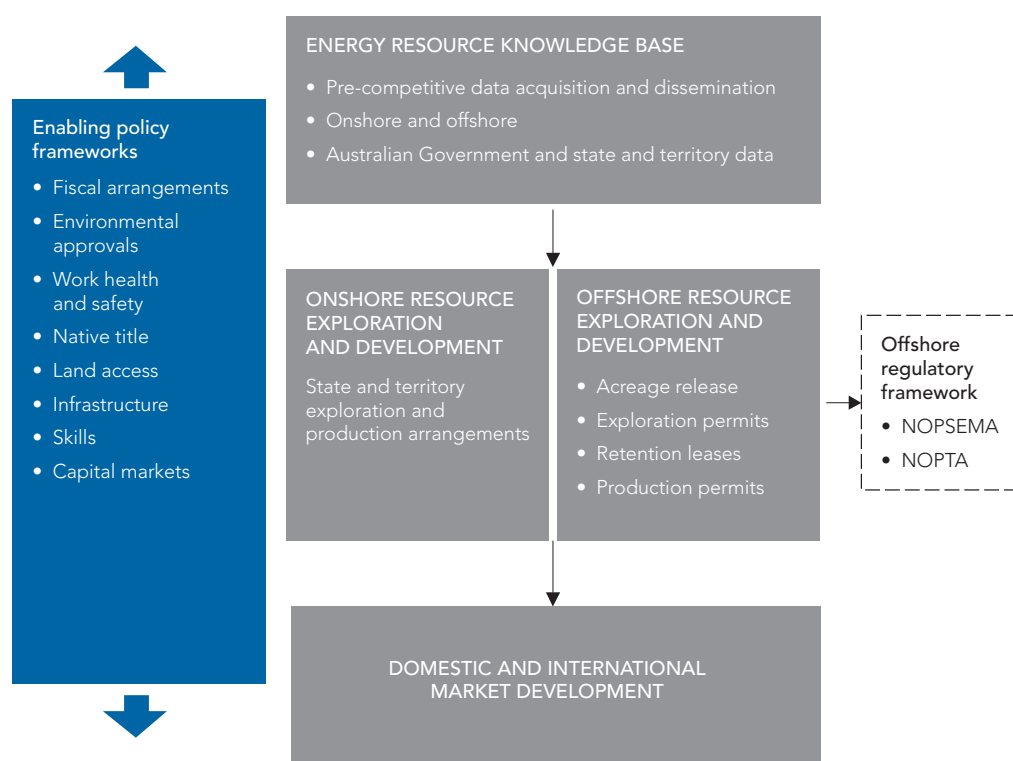 Enabling policy
frameworks
• Fiscal arrangements
• Environmental
approvals
• Work health
and safety
• Native title
• Land access
• Infrastructure
• Skills
• Capital markets
ENERGY RESOURCE KNOWLEDGE BASE
• Pre-competitive data acquisition and dissemination
• Onshore and offshore
• Australian Government and state and territory data
ONSHORE RESOURCE
EXPLORATION
AND DEVELOPMENT
State and territory
exploration and
production arrangements
OFFSHORE RESOURCE
EXPLORATION AND
DEVELOPMENT
• Acreage release
• Exploration permits
• Retention leases
• Production permits
Offshore
regulatory
framework
• NOPSEMA
• NOPTA
DOMESTIC AND INTERNATIONAL
MARKET DEVELOPMENT